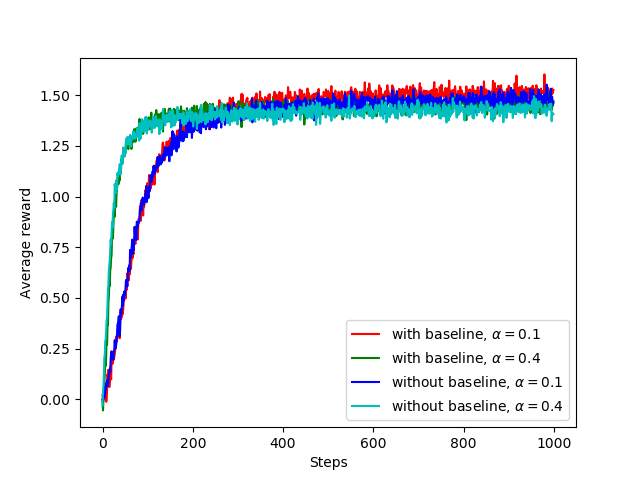 1.50
1.25
1.00
0.75
0.50
0.25
0.00
Average reward
0 200 400 600 800 1000
Steps
with baseline, α = 0.1
with baseline, α = 0.4
without baseline, α = 0.1
without baseline, α = 0.4